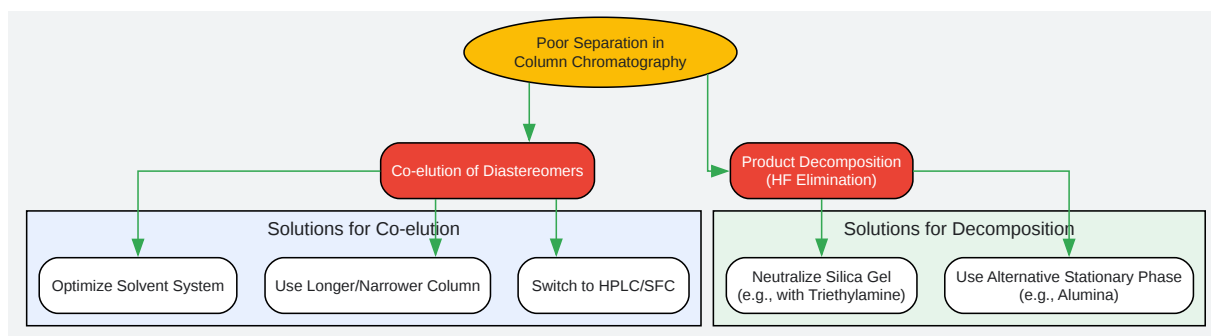 Poor Separation in
Column Chromatography
Co-elution of Diastereomers
Product Decomposition
(HF Elimination)
Solutions for Co-elution
Solutions for Decomposition
Optimize Solvent System
Use Longer/Narrower Column
Switch to HPLC/SFC
Neutralize Silica Gel
(e.g., with Triethylamine)
Use Alternative Stationary Phase
(e.g., Alumina)